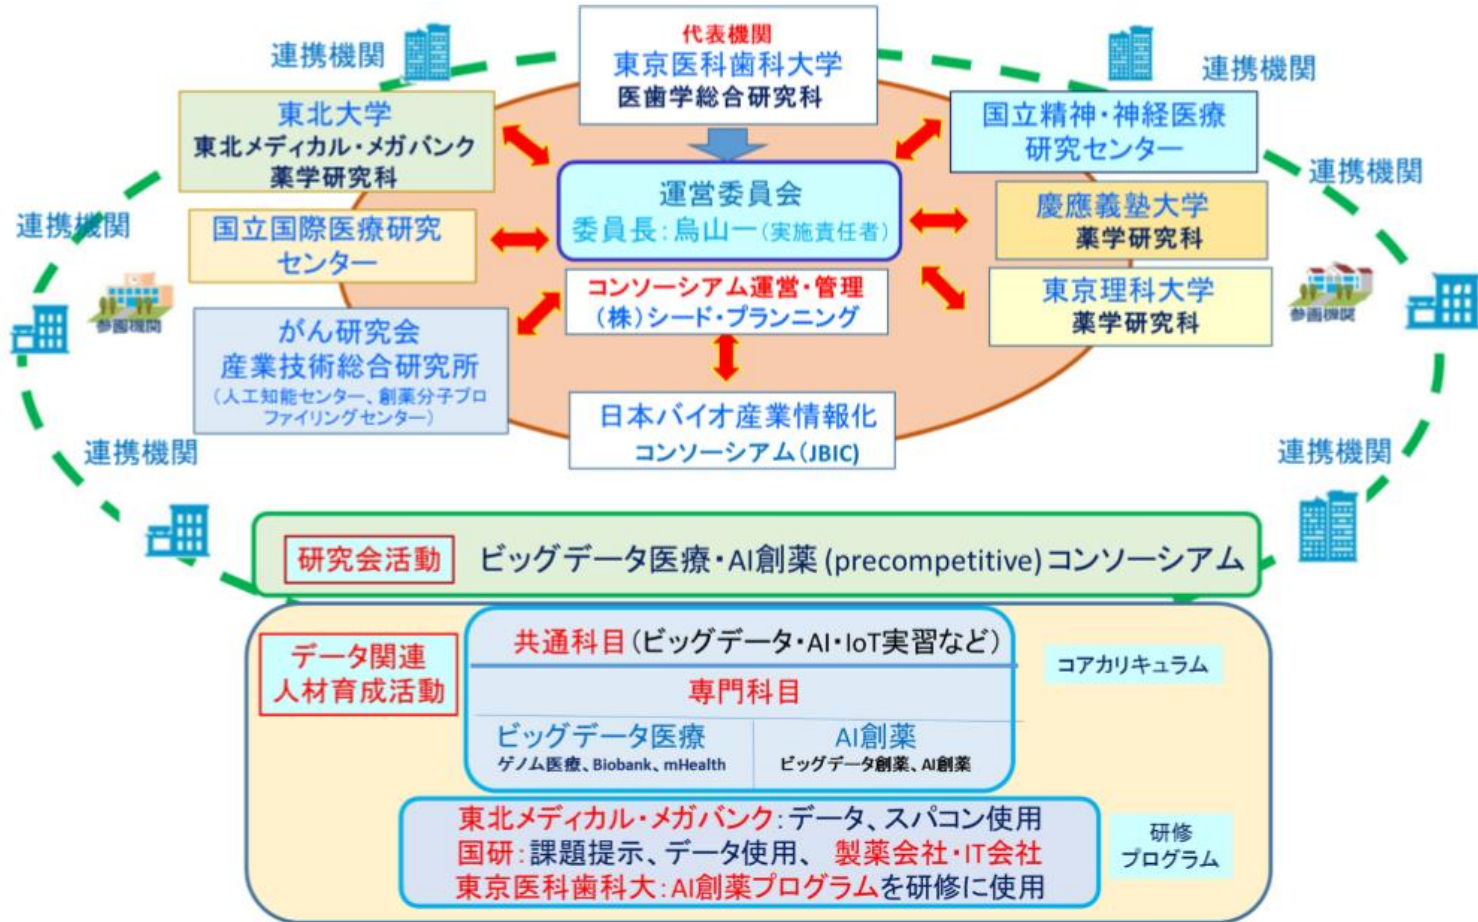 代表機関
東京医科歯科大学
医歯学総合研究科
連携機関
連携機関
東北大学
東北メディカル・メガバンク
薬学研究科
国立精神・神経医療
研究センター
連携機関
連携機関
運営委員会
委員長:烏山一(実施責任者)
国立国際医療研究
センター
慶應義塾大学
薬学研究科
参画機関
参画機関
コンソーシアム運営・管理
(株)シード・プランニング
東京理科大学
薬学研究科
がん研究会
産業技術総合研究所
(人工知能センター、創薬分子プロ
ファイリングセンター)
日本バイオ産業情報化
コンソーシアム(JBIC)
連携機関
連携機関
研究会活動 ビッグデータ医療・AI創薬 (precompetitive) コンソーシアム
データ関連
人材育成活動
共通科目(ビッグデータ・AI・IoT実習など)
コアカリキュラム
専門科目
ビッグデータ医療
ゲノム医療、Biobank、mHealth
AI創薬
ビッグデータ創薬、AI創薬
東北メディカル・メガバンク:データ、スパコン使用
国研:課題提示、データ使用、 製薬会社・IT会社
東京医科歯科大:AI創薬プログラムを研修に使用
研修
プログラム